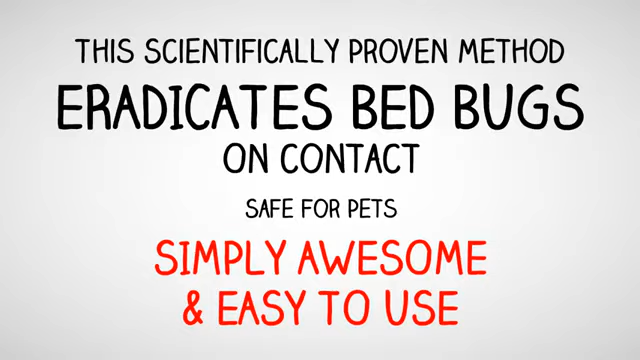 THIS SCIENTIFICALLY PROVEN METHOD
ERADICATES BED BUGS
ON CONTACT
SAFE FOR PETS
SIMPLY AWESOME
& EASY TO USE